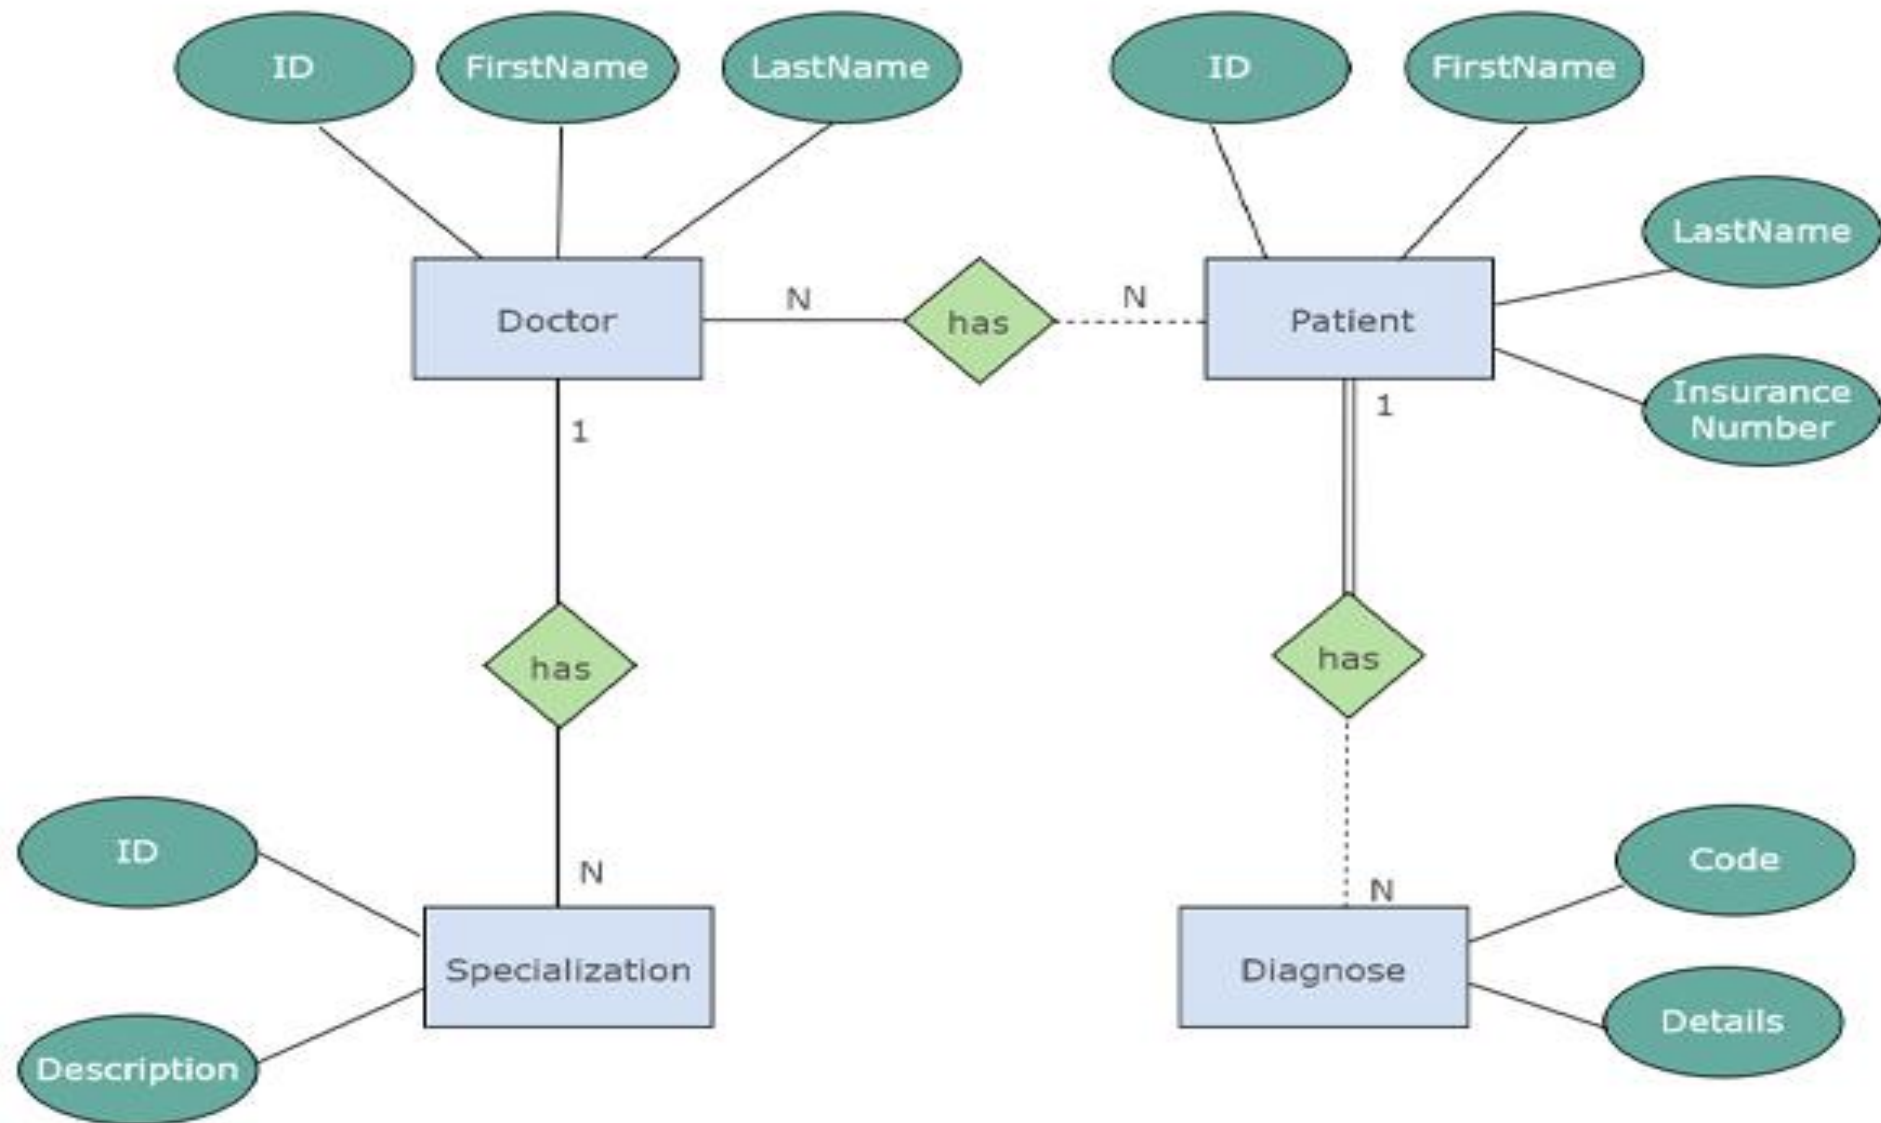 ID
FirstName
LastName
ID
FirstName
LastName
Doctor
N
has
N
Patient
Insurance
Number
1
1
has
has
ID
N
Code
N
Specialization
Diagnose
Details
Description